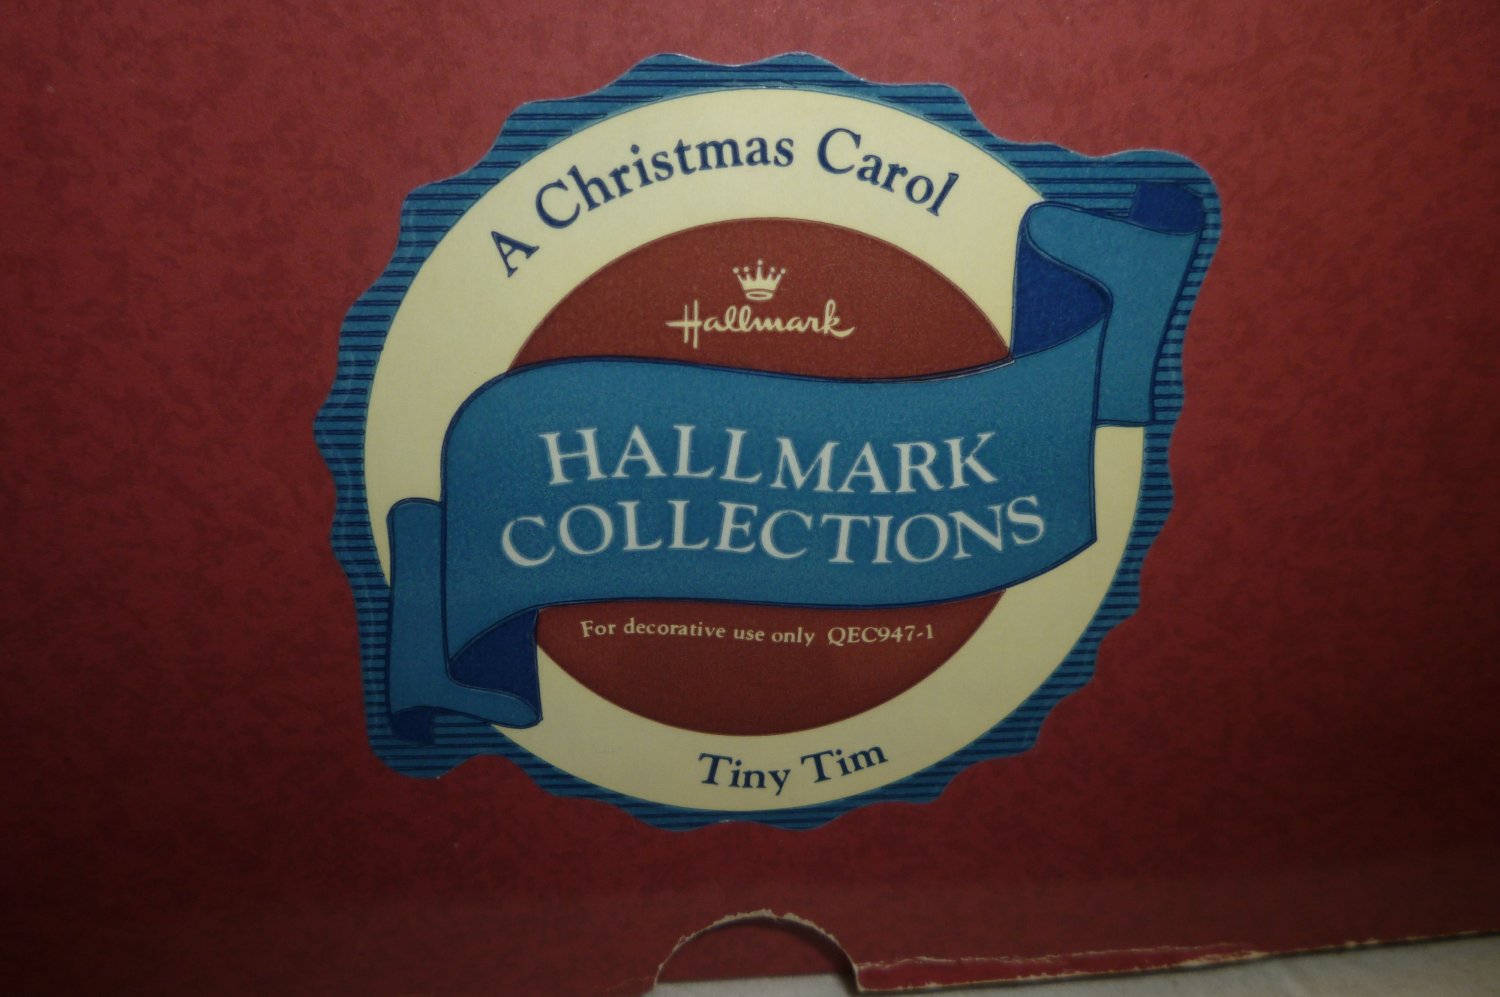 A Christmas Carol
Hallmark
HALLMARK
COLLECTIONS
For decorative use only QEC947-1
Tiny Tim